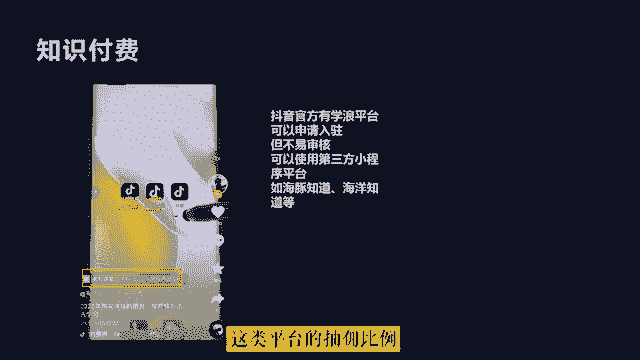 知识付费
抖音官方有学浪平台
可以申请入驻
但不易审核
可以使用第三方小程
序平台
如海豚知道、海洋知
道等
这类平台的抽佣比例